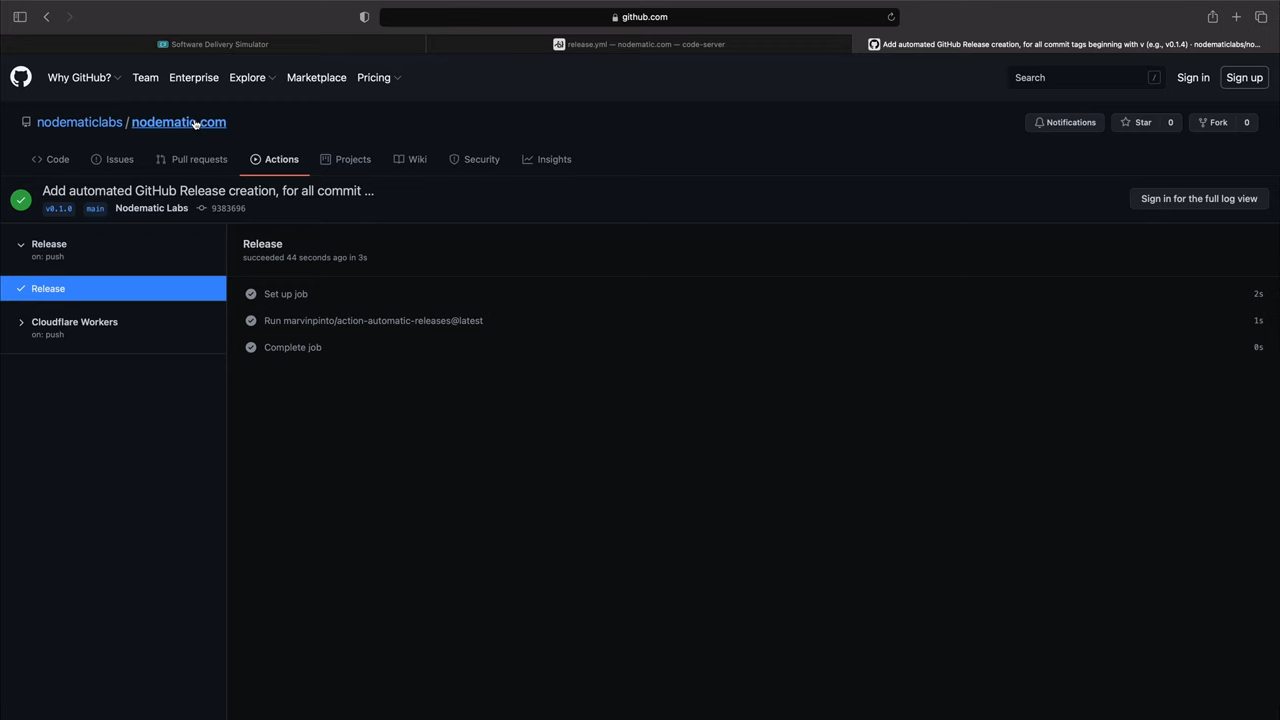 github.com
Software Delivery Simulator
release.yml — nodematic.com — code-server
Add automated GitHub Release creation, for all commit tags beginning with v (e.g., v0.1.4) · nodematiclabs/no...
Why GitHub?
Team
Enterprise
Explore
Marketplace
Pricing
Search
/
Sign in
Sign up
nodematiclabs / nodematic.com
Notifications
Star 0
Fork 0
Code
Issues
Pull requests
Actions
Projects
Wiki
Security
Insights
Add automated GitHub Release creation, for all commit ...
v0.1.0 main Nodematic Labs 9383696
Sign in for the full log view
Release
on: push
Release
Cloudflare Workers
on: push
Release
succeeded 44 seconds ago in 3s
Set up job 2s
Run marvinpinto/action-automatic-releases@latest 1s
Complete job 0s